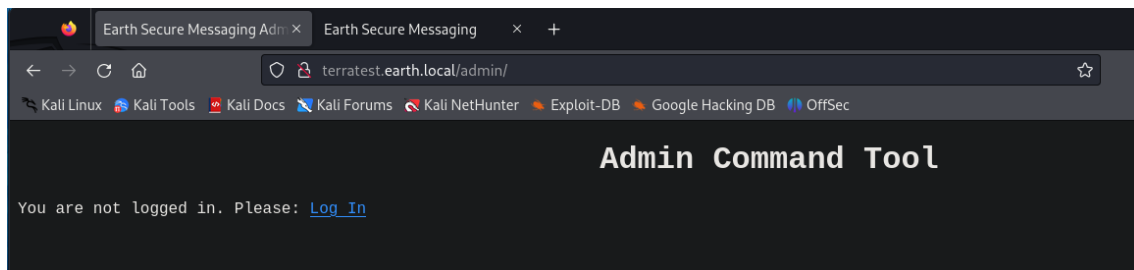 Earth Secure Messaging Adm
Earth Secure Messaging
terratest.earth.local/admin/
Kali Linux Kali Tools Kali Docs Kali Forums Kali NetHunter Exploit-DB Google Hacking DB OffSec
Admin Command Tool
You are not logged in. Please: Log In